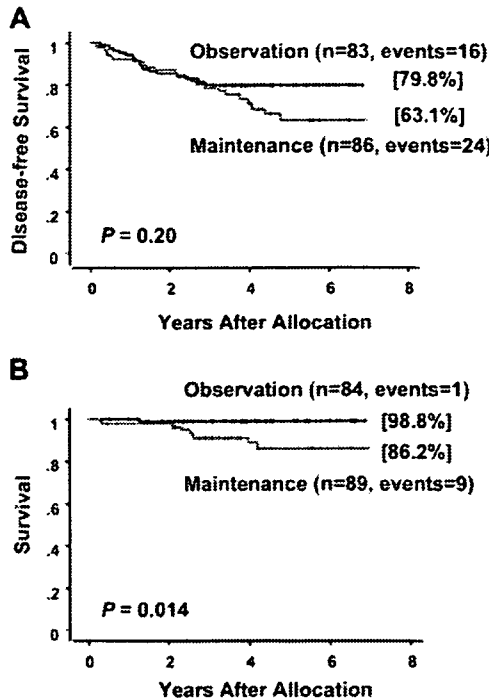 A
Disease-free Survival
1
.8
.6
.4
.2
0
Observation (n=83, events=16)
[79.8%]
[63.1%]
Maintenance (n=86, events=24)
P = 0.20
0 2 4 6 8
Years After Allocation
B
Survival
1
.8
.6
.4
.2
0
Observation (n=84, events=1)
[98.8%]
[86.2%]
Maintenance (n=89, events=9)
P = 0.014
0 2 4 6 8
Years After Allocation